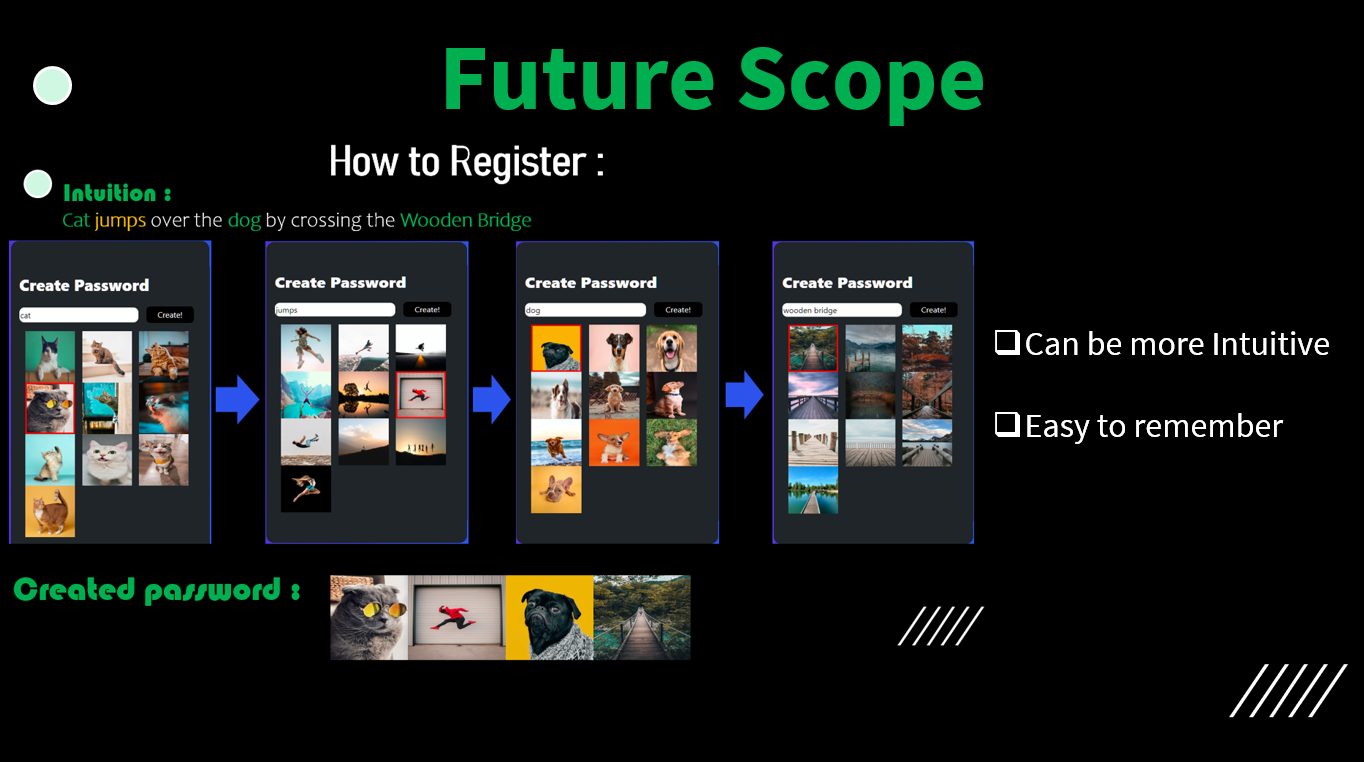 Future Scope
How to Register :
Intuition :
Cat jumps over the dog by crossing the Wooden Bridge
Create Password
cat
Create!
Create Password
jumps
Create!
Create Password
dog
Create!
Create Password
wooden bridge
Create!
Can be more Intuitive
Easy to remember
Created password :